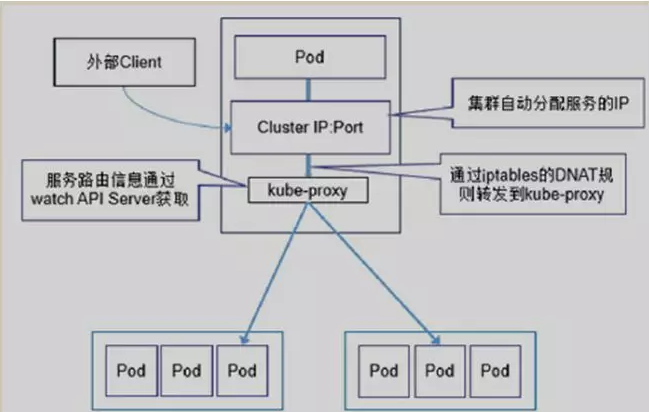 外部Client
Pod
Cluster IP:Port
集群自动分配服务的IP
服务路由信息通过
watch API Server获取
kube-proxy
通过iptables的DNAT规
则转发到kube-proxy
Pod Pod Pod
Pod Pod Pod